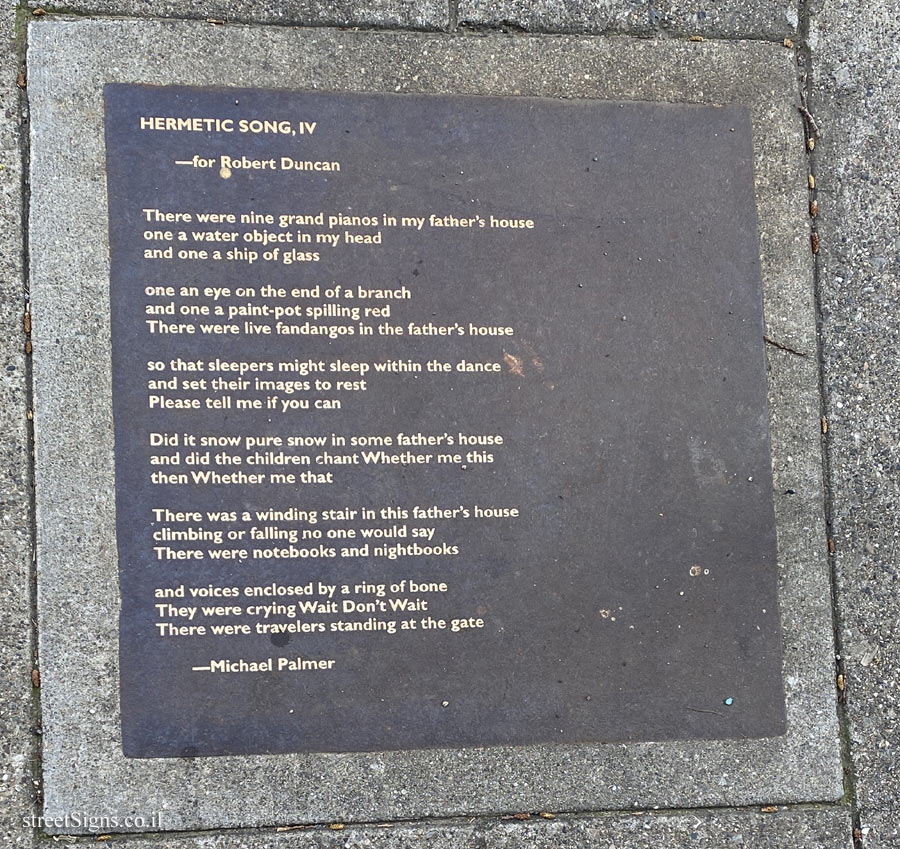 HERMETIC SONG, IV
—for Robert Duncan
There were nine grand pianos in my father's house
one a water object in my head
and one a ship of glass
one an eye on the end of a branch
and one a paint-pot spilling red
There were live fandangos in the father's house
so that sleepers might sleep within the dance
and set their images to rest
Please tell me if you can
Did it snow pure snow in some father's house
and did the children chant Whether me this
then Whether me that
There was a winding stair in this father's house
climbing or falling no one would say
There were notebooks and nightbooks
and voices enclosed by a ring of bone
They were crying Wait Don't Wait
There were travelers standing at the gate
—Michael Palmer
streetSigns.co.il